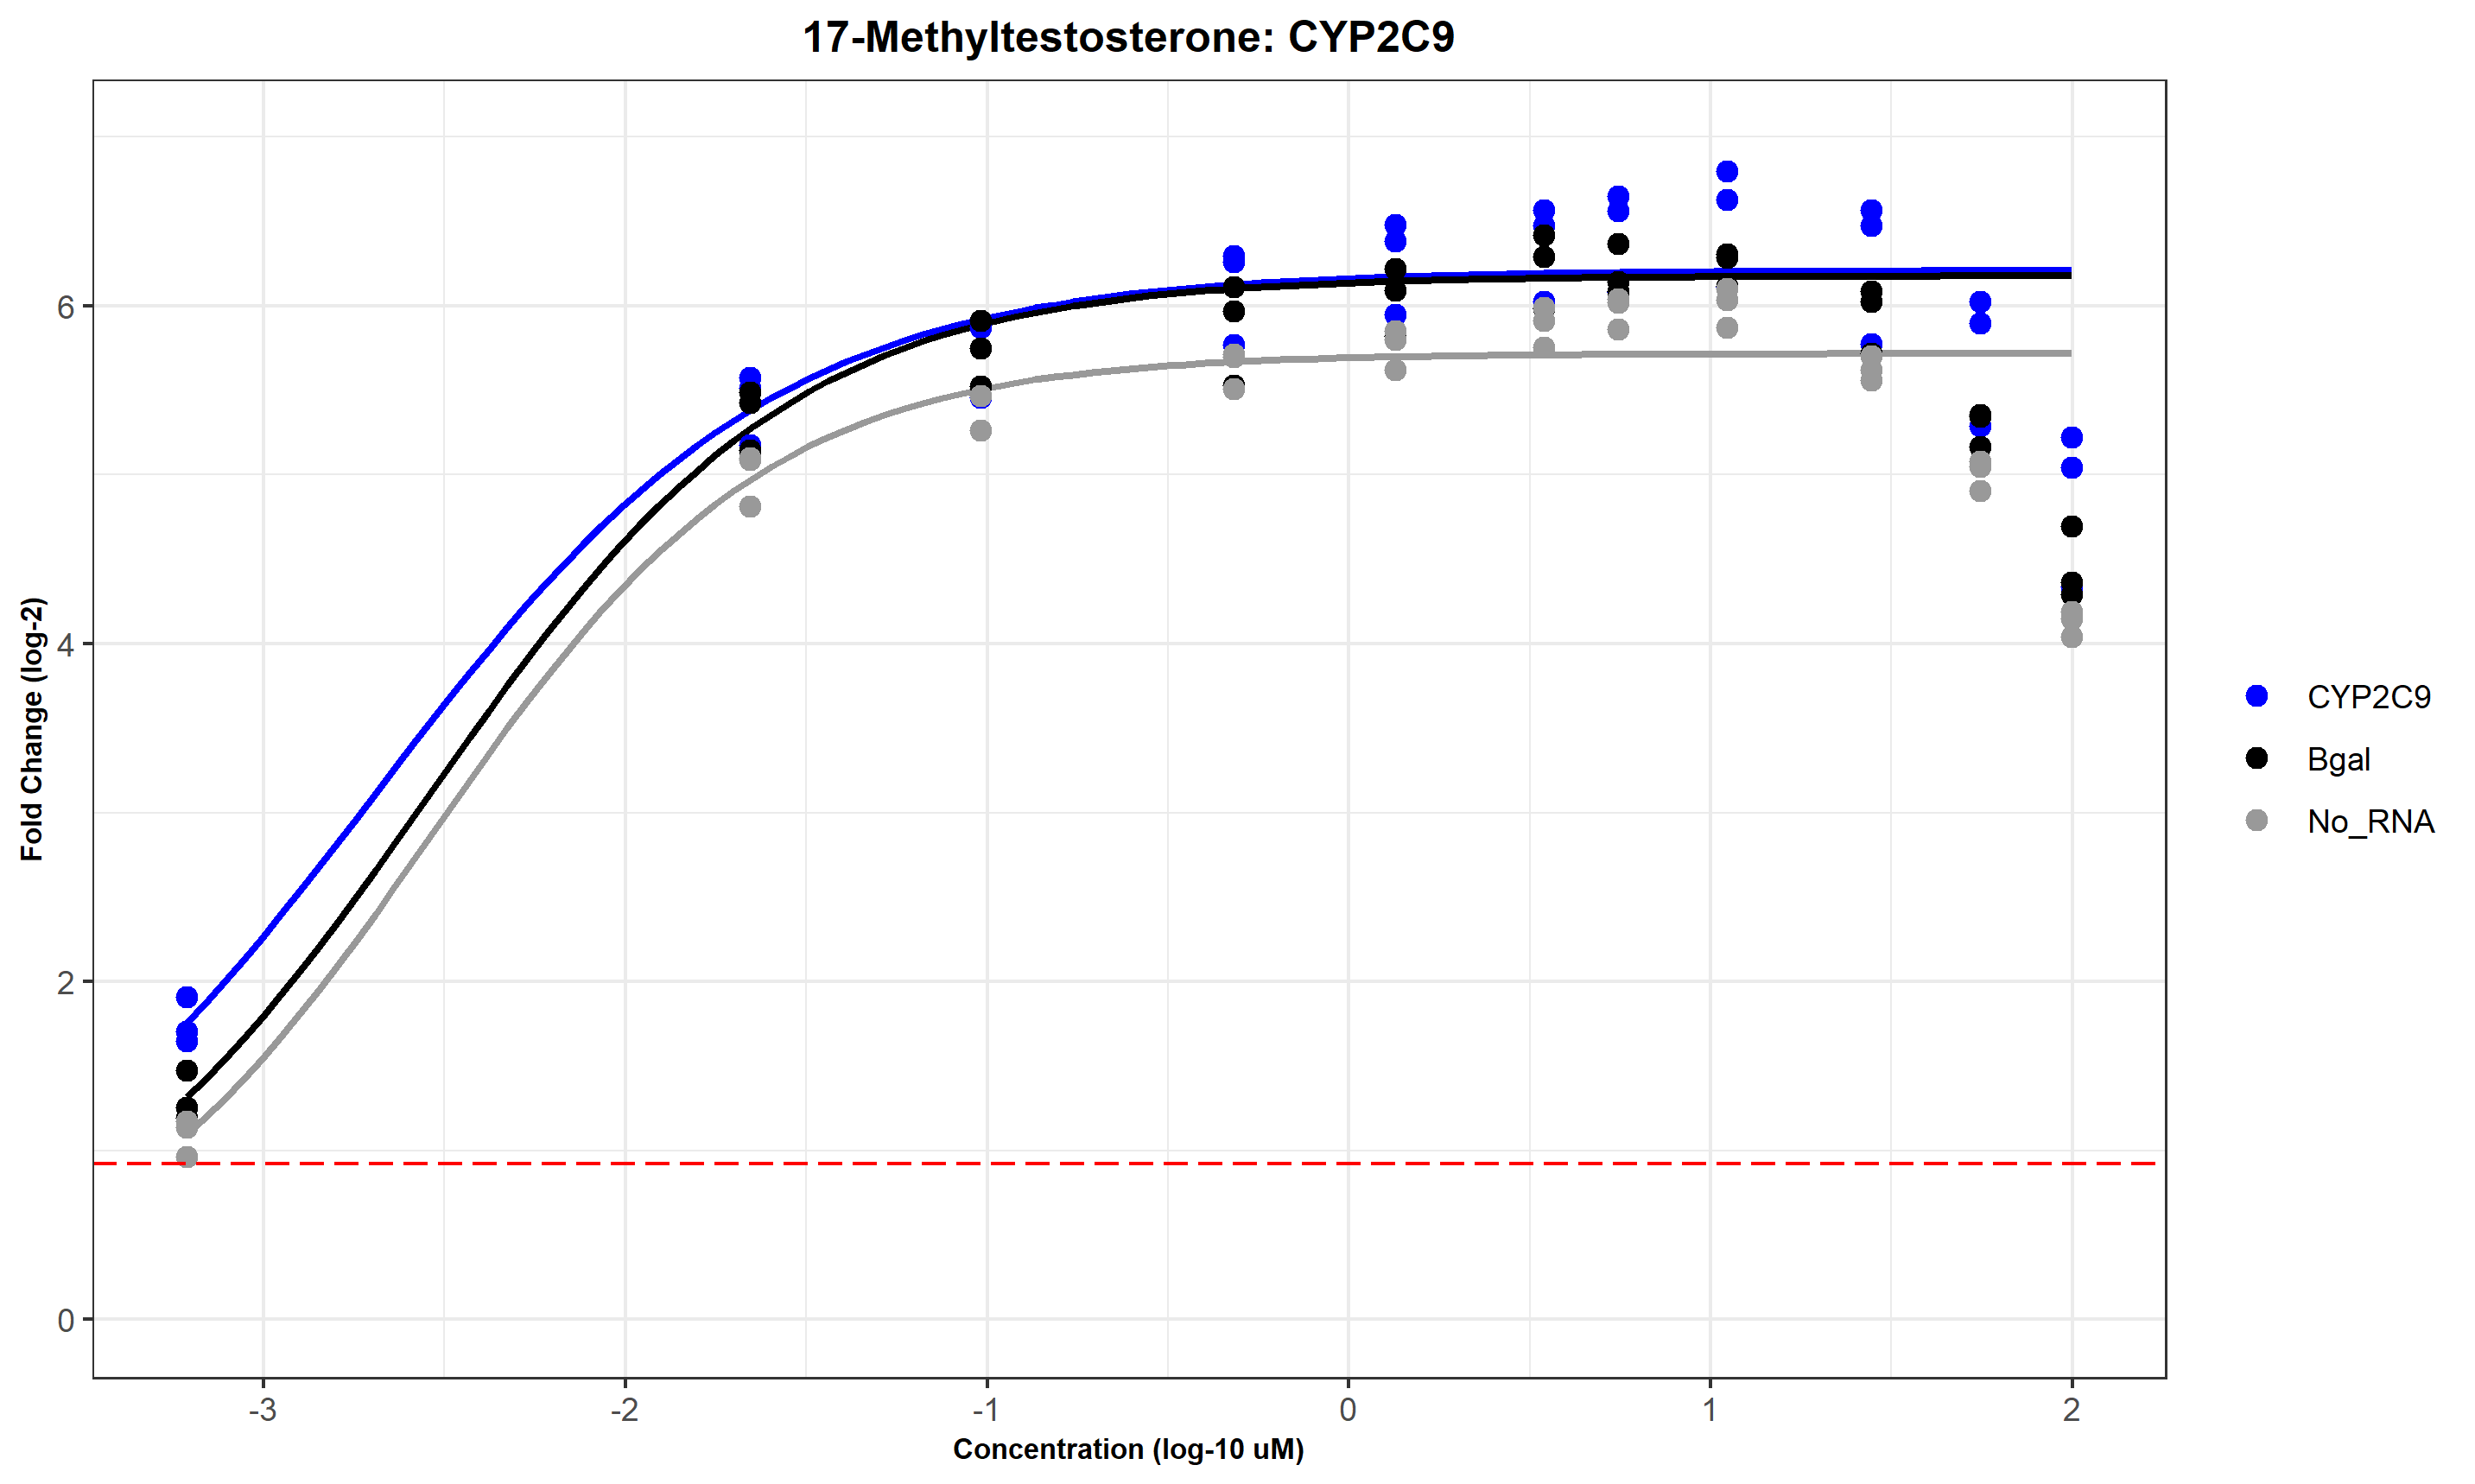 17-Methyltestosterone: CYP2C9
Fold Change (log-2)
6
4
2
0
-3
-2
-1
0
1
2
Concentration (log-10 uM)
CYP2C9
Bgal
No_RNA